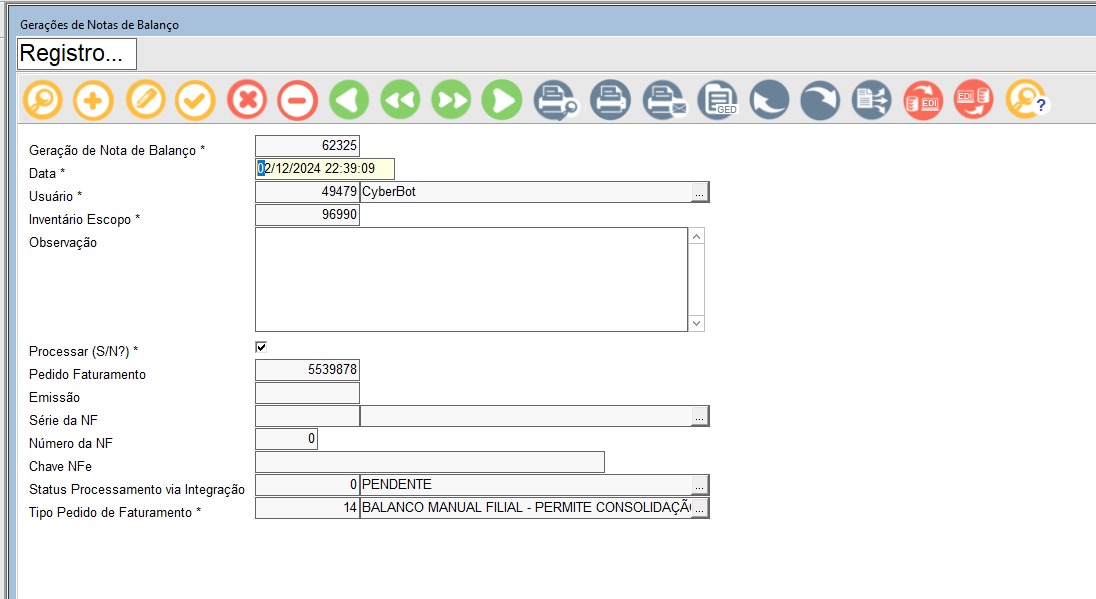 Gerações de Notas de Balanço
Registro...
GED
EDI
EDI
?
Geração de Nota de Balanço * 62325
Data * 02/12/2024 22:39:09
Usuário * 49479 CyberBot ...
Inventário Escopo * 96990
Observação
Processar (S/N?) *
Pedido Faturamento 5539878
Emissão
Série da NF ...
Número da NF 0
Chave NFe
Status Processamento via Integração 0 PENDENTE ...
Tipo Pedido de Faturamento * 14 BALANCO MANUAL FILIAL - PERMITE CONSOLIDAÇÃ ...